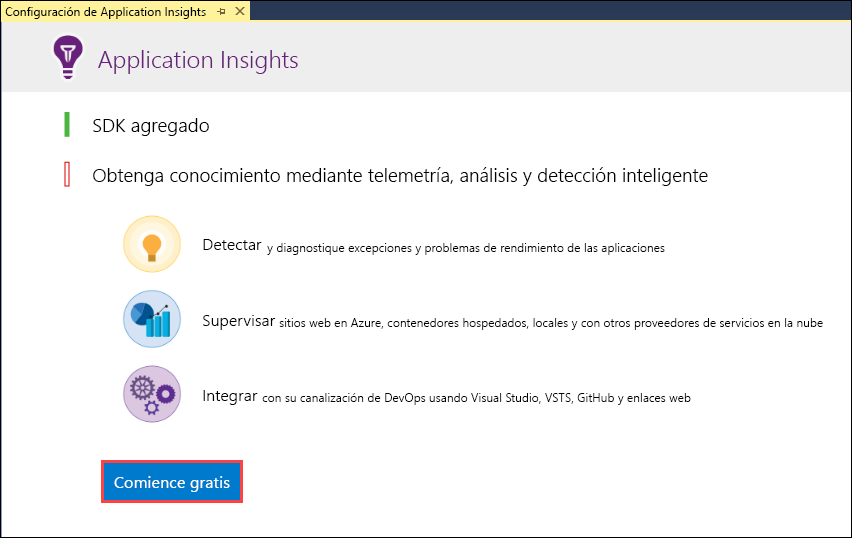 Configuración de Application Insights
Application Insights
SDK agregado
Obtenga conocimiento mediante telemetría, análisis y detección inteligente
Detectar y diagnostique excepciones y problemas de rendimiento de las aplicaciones
Supervisar sitios web en Azure, contenedores hospedados, locales y con otros proveedores de servicios en la nube
Integrar con su canalización de DevOps usando Visual Studio, VSTS, GitHub y enlaces web
Comience gratis